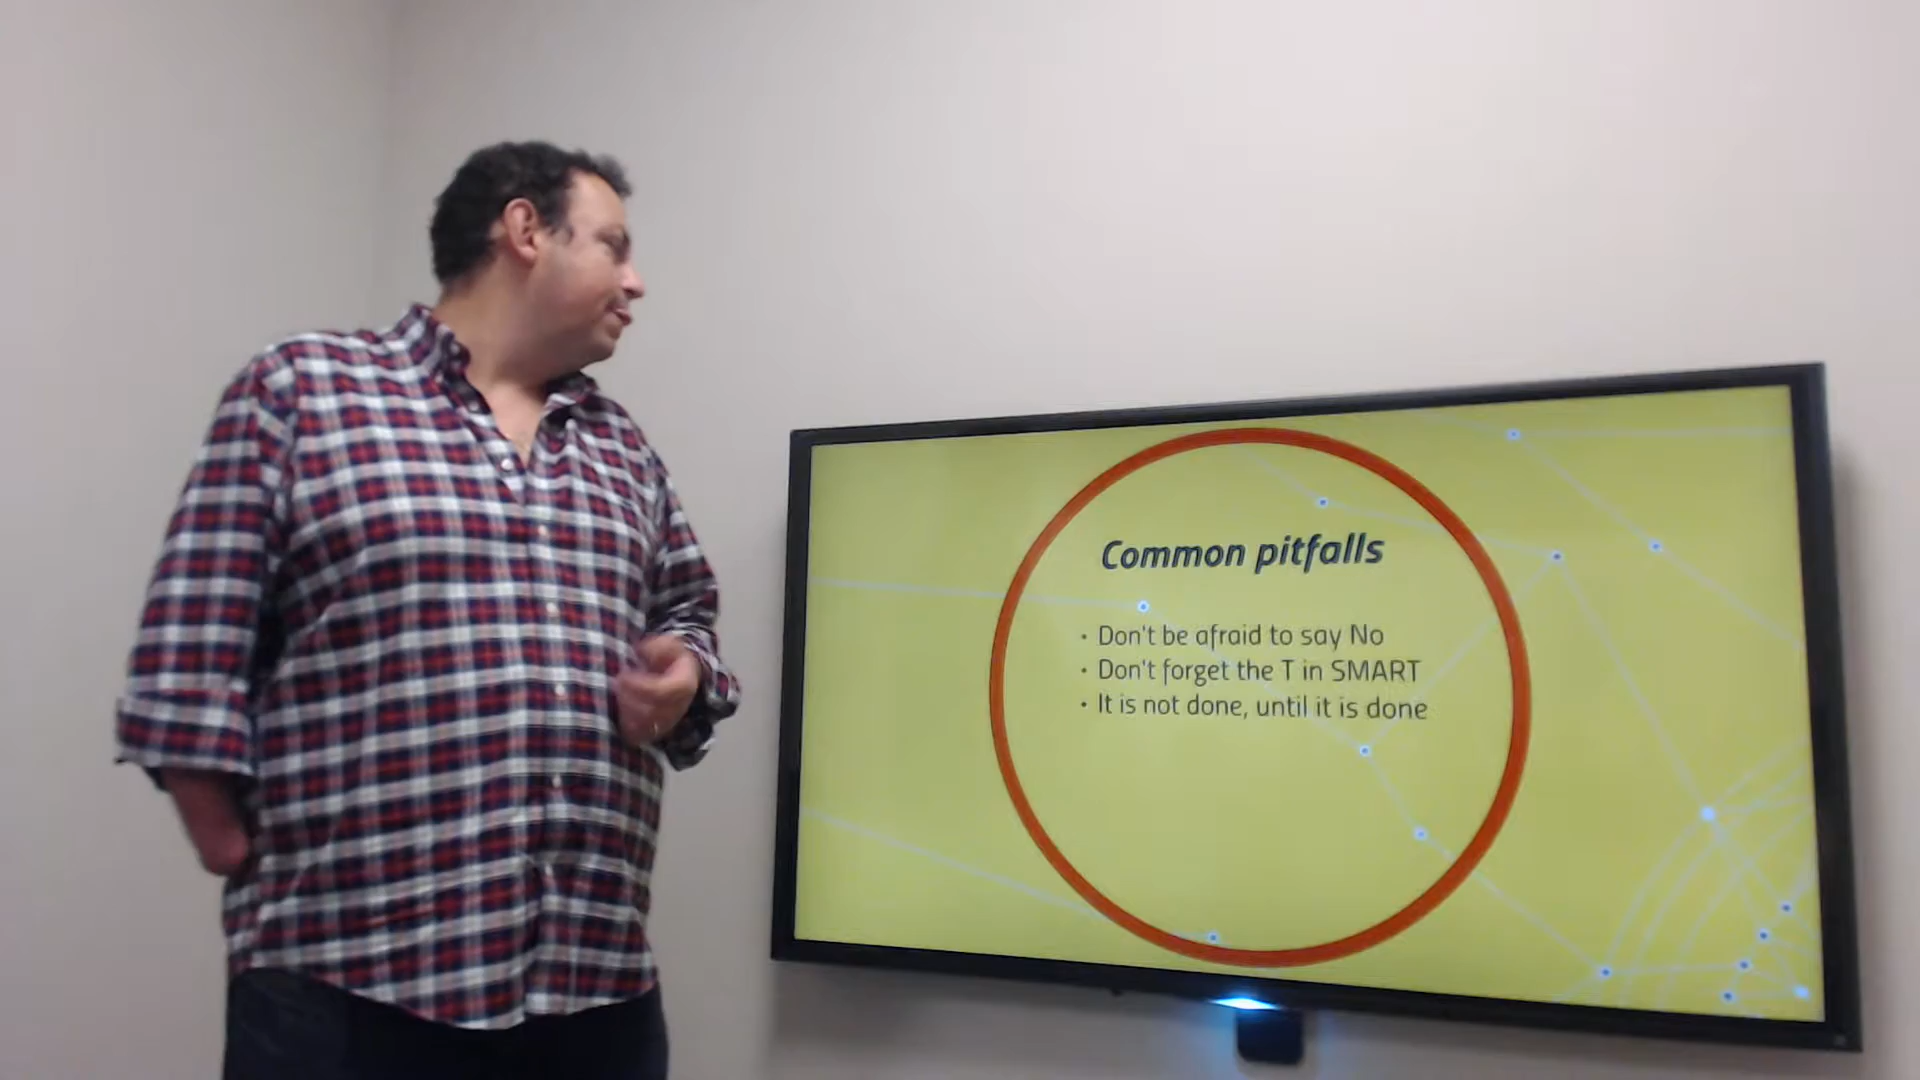 Common pitfalls
• Don't be afraid to say No
• Don't forget the T in SMART
• It is not done, until it is done